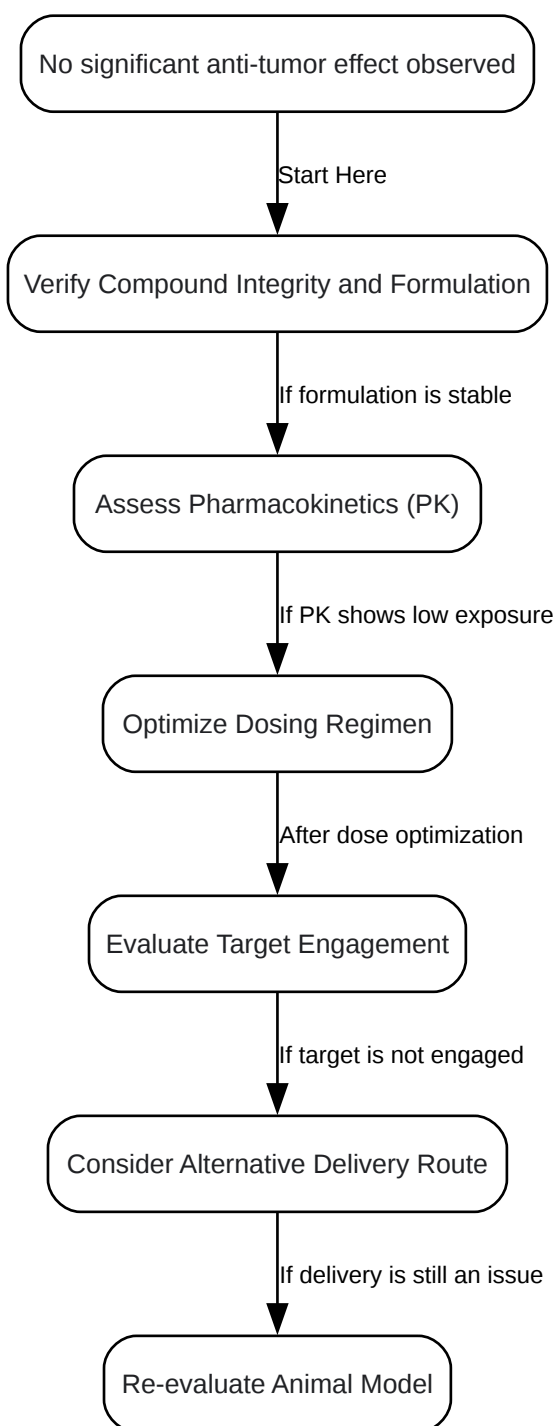 No significant anti-tumor effect observed
Start Here
Verify Compound Integrity and Formulation
If formulation is stable
Assess Pharmacokinetics (PK)
If PK shows low exposure
Optimize Dosing Regimen
After dose optimization
Evaluate Target Engagement
If target is not engaged
Consider Alternative Delivery Route
If delivery is still an issue
Re-evaluate Animal Model